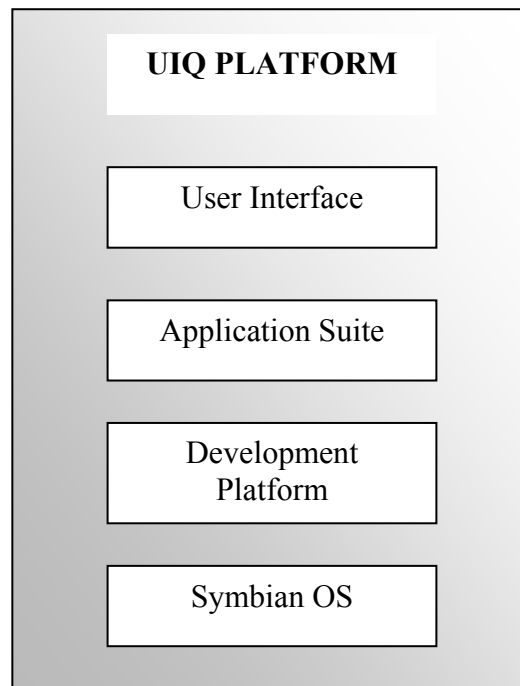 UIQ PLATFORM
User Interface
Application Suite
Development
Platform
Symbian OS